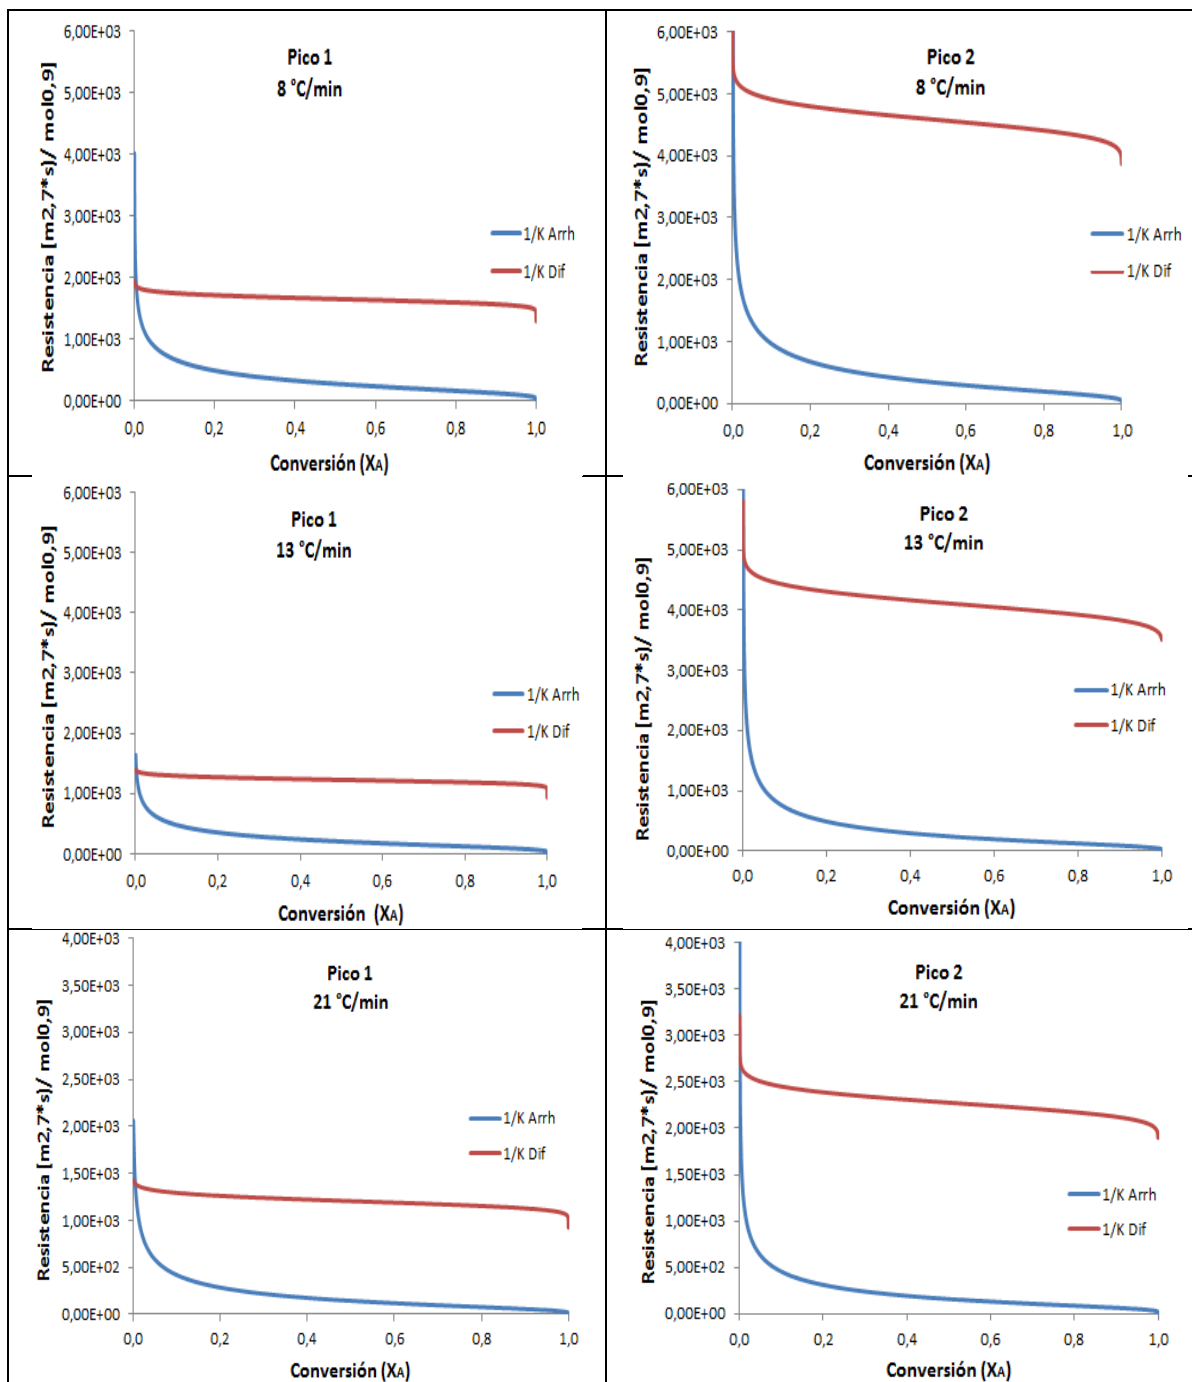 Resistencia [m2,7*s)/ mol0,9]
6,00E+03
5,00E+03
4,00E+03
3,00E+03
2,00E+03
1,00E+03
0,00E+00
Pico 1
8 °C/min
1/K Arrh
1/K Dif
0,0 0,2 0,4 0,6 0,8 1,0
Conversión (XA)
Resistencia [m2,7*s)/ mol0,9]
6,00E+03
5,00E+03
4,00E+03
3,00E+03
2,00E+03
1,00E+03
0,00E+00
Pico 2
8 °C/min
1/K Arrh
1/K Dif
0,0 0,2 0,4 0,6 0,8 1,0
Conversión (XA)
Resistencia [m2,7*s)/ mol0,9]
6,00E+03
5,00E+03
4,00E+03
3,00E+03
2,00E+03
1,00E+03
0,00E+00
Pico 1
13 °C/min
1/K Arrh
1/K Dif
0,0 0,2 0,4 0,6 0,8 1,0
Conversión (XA)
Resistencia [m2,7*s)/ mol0,9]
6,00E+03
5,00E+03
4,00E+03
3,00E+03
2,00E+03
1,00E+03
0,00E+00
Pico 2
13 °C/min
1/K Arrh
1/K Dif
0,0 0,2 0,4 0,6 0,8 1,0
Conversión (XA)
Resistencia [m2,7*s)/ mol0,9]
4,00E+03
3,50E+03
3,00E+03
2,50E+03
2,00E+03
1,50E+03
1,00E+03
5,00E+02
0,00E+00
Pico 1
21 °C/min
1/K Arrh
1/K Dif
0,0 0,2 0,4 0,6 0,8 1,0
Conversión (XA)
Resistencia [m2,7*s)/ mol0,9]
4,00E+03
3,50E+03
3,00E+03
2,50E+03
2,00E+03
1,50E+03
1,00E+03
5,00E+02
0,00E+00
Pico 2
21 °C/min
1/K Arrh
1/K Dif
0,0 0,2 0,4 0,6 0,8 1,0
Conversión (XA)